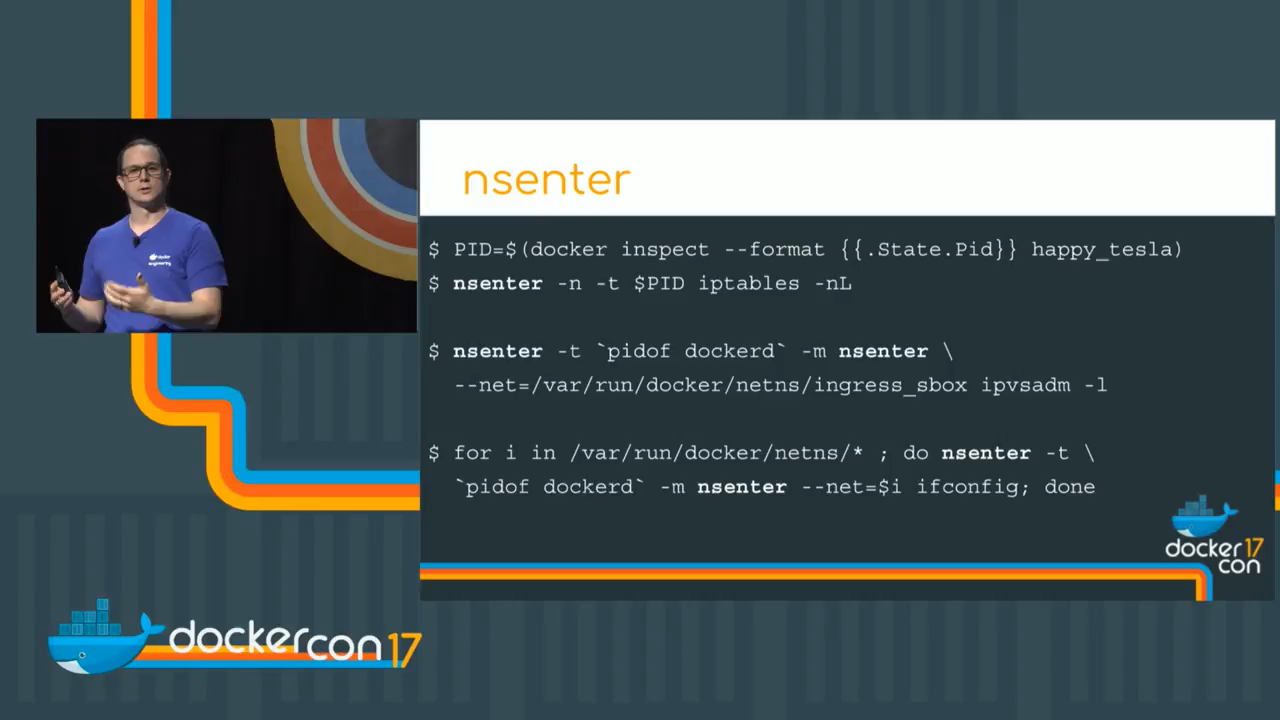 nsenter
$ PID=$(docker inspect --format {{.State.Pid}} happy_tesla)
$ nsenter -n -t $PID iptables -nL
$ nsenter -t `pidof dockerd` -m nsenter \
--net=/var/run/docker/netns/ingress_sbox ipvsadm -l
$ for i in /var/run/docker/netns/* ; do nsenter -t \
`pidof dockerd` -m nsenter --net=$i ifconfig; done
docker 17
con
docker
engineering
dockercon 17